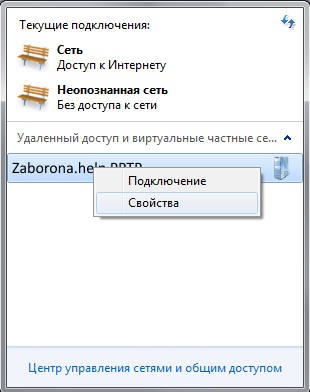 Текущие подключения:
Сеть
Доступ к Интернету
Неопознанная сеть
Без доступа к сети
Удаленный доступ и виртуальные частные се...
Zaborona.help PPTP
Подключение
Свойства
Центр управления сетями и общим доступом